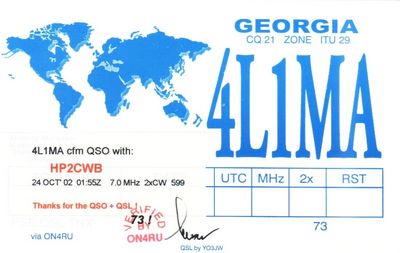 GEORGIA
CQ 21 ZONE ITU 29
4L1MA
4L1MA cfm QSO with:
HP2CWB
24 OCT' 02 01:55Z 7.0 MHz 2xCW 599
Thanks for the QSO + QSL !
73!
VERIFIED BY
ON4RU
via ON4RU
UTC MHz 2x RST
73
QSL by YO3JW